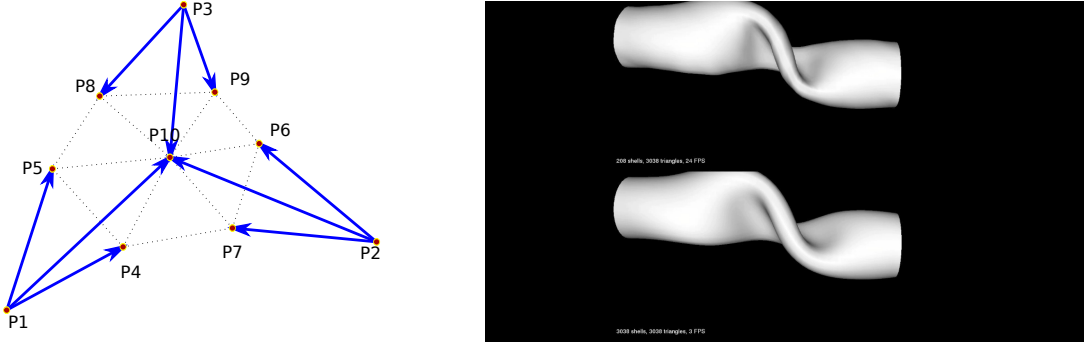 P3
P8
P9
P10
P6
P5
P7
P2
P4
P1
208 shells, 3038 triangles, 24 FPS
3038 shells, 3038 triangles, 3 FPS